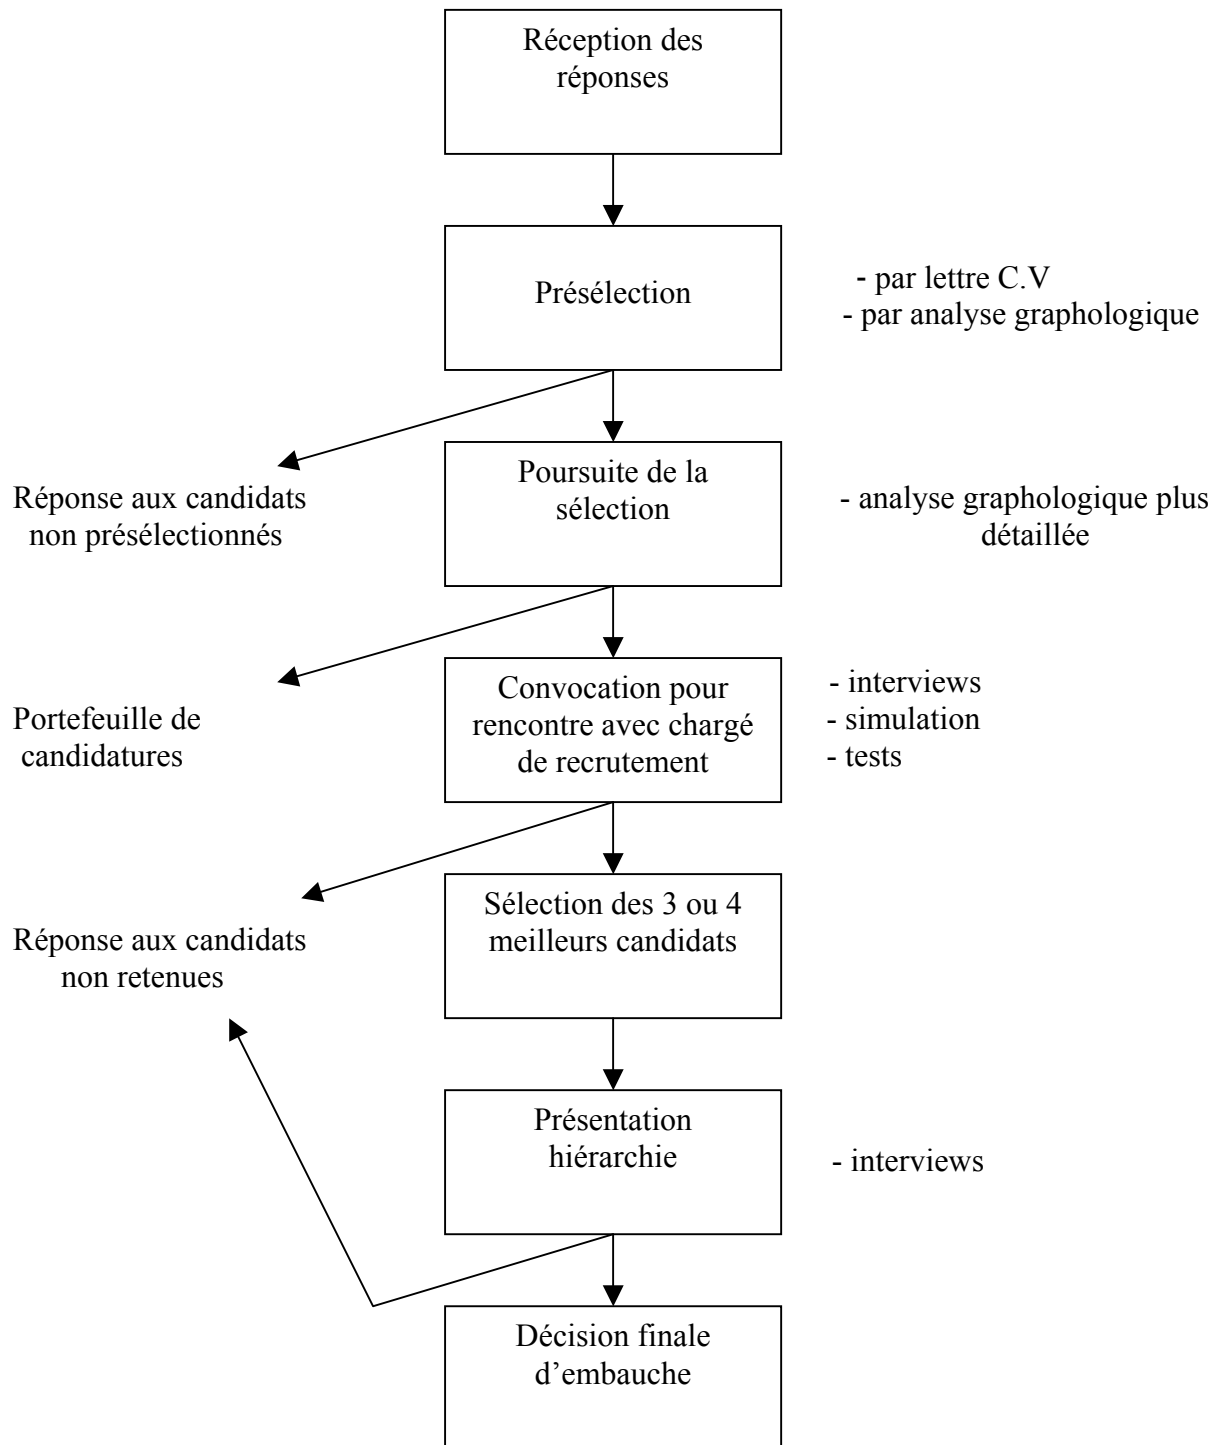 Réception des
réponses
Présélection
- par lettre C.V
- par analyse graphologique
Réponse aux candidats
non présélectionnés
Poursuite de la
sélection
- analyse graphologique plus
détaillée
Portefeuille de
candidatures
Convocation pour
rencontre avec chargé
de recrutement
- interviews
- simulation
- tests
Réponse aux candidats
non retenues
Sélection des 3 ou 4
meilleurs candidats
Présentation
hiérarchie
- interviews
Décision finale
d’embauche